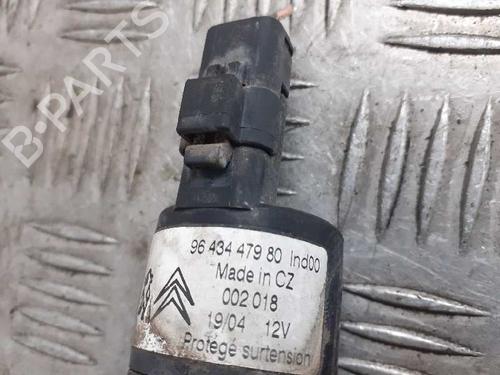 B-PARTS
96 434 479 80 Ind00
Made in CZ
002 018
19/04 12V
Protégé surtension